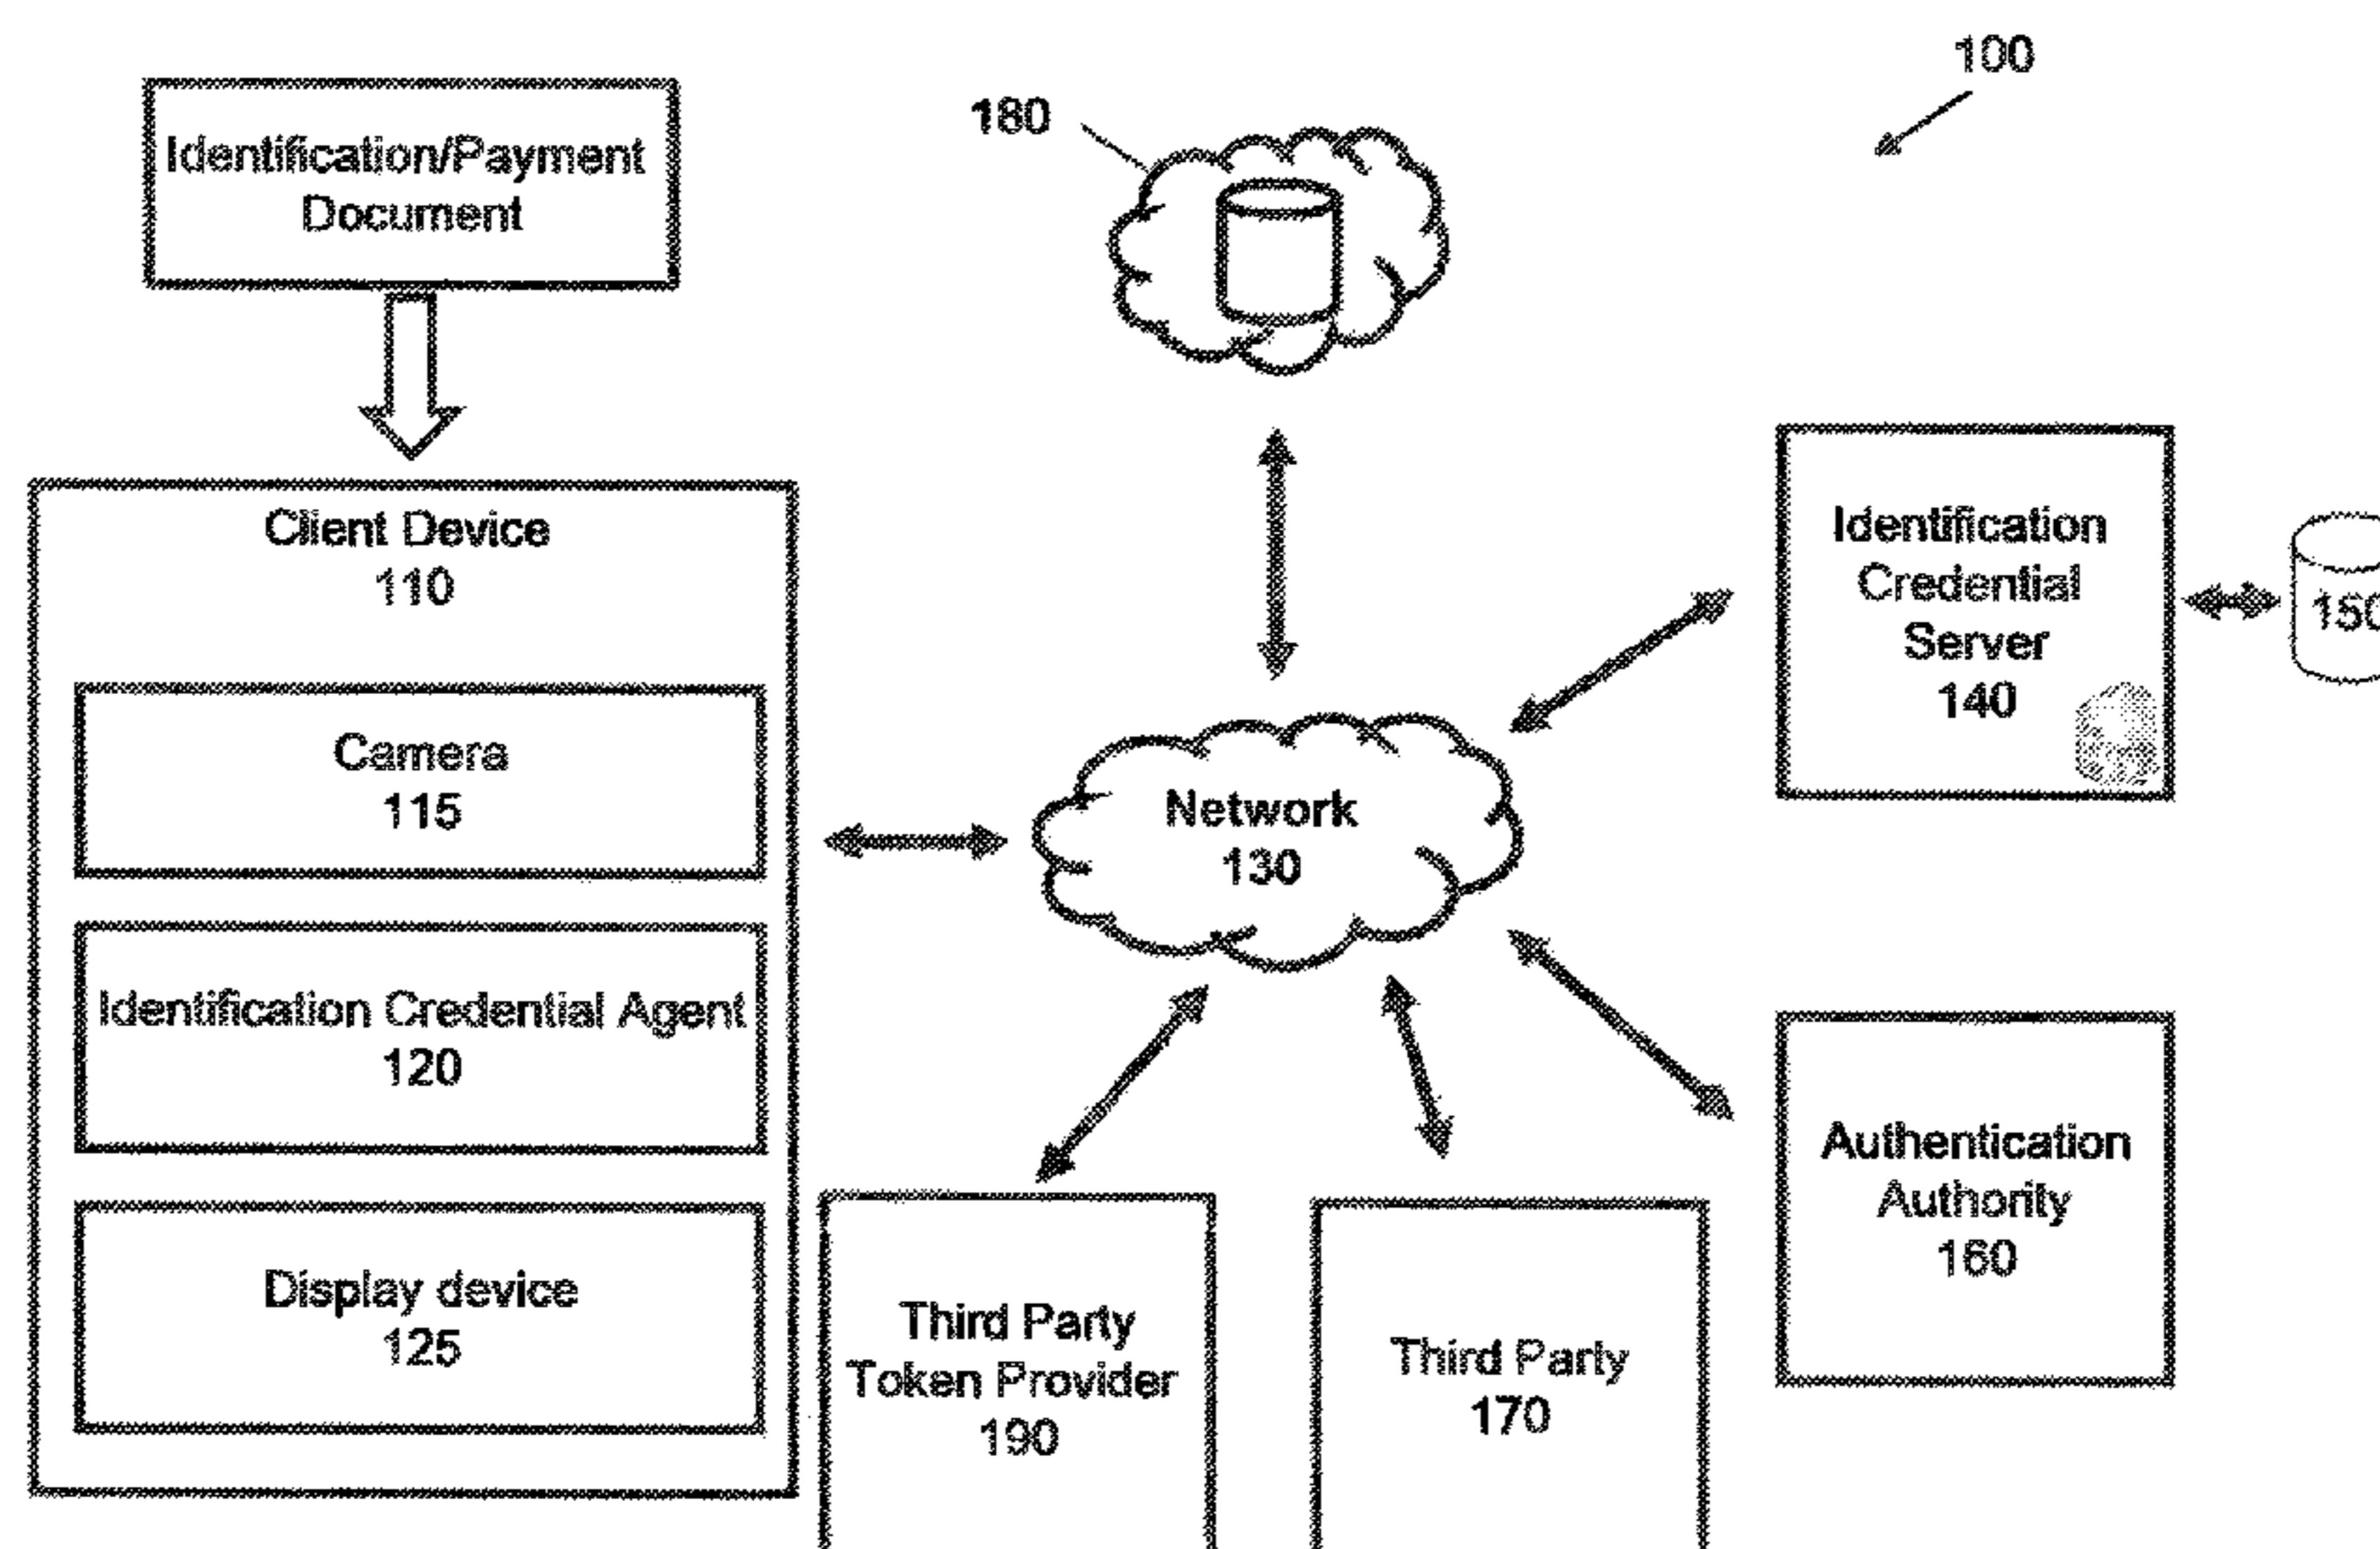 100
Identification/Payment
Document
180
Client Device
110
Camera
115
Identification Credential Agent
120
Display device
125
Network
130
Identification
Credential
Server
140
150
Authentication
Authority
160
Third Party
Token Provider
190
Third Party
170